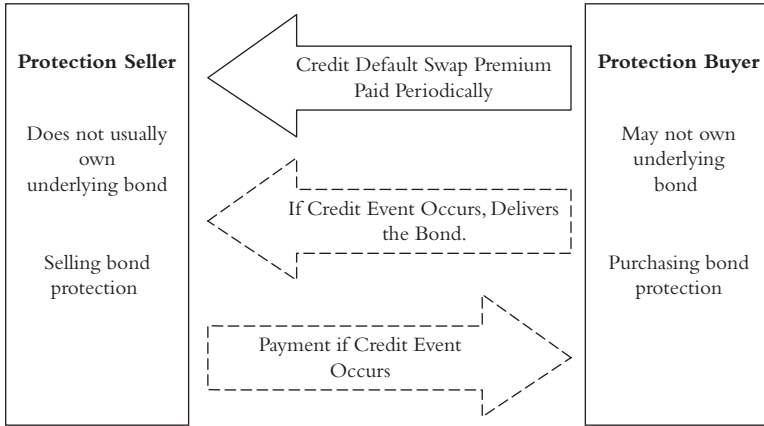 Protection Seller
Does not usually
own
underlying bond
Selling bond
protection
Credit Default Swap Premium
Paid Periodically
If Credit Event Occurs, Delivers
the Bond.
Payment if Credit Event
Occurs
Protection Buyer
May not own
underlying
bond
Purchasing bond
protection